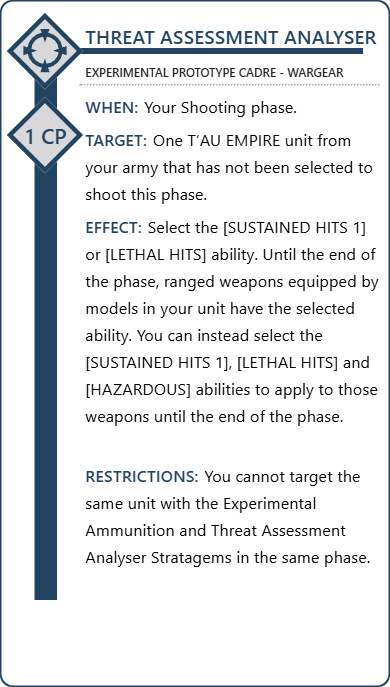 THREAT ASSESSMENT ANALYSER
EXPERIMENTAL PROTOTYPE CADRE - WARGEAR
WHEN: Your Shooting phase.
1 CP
TARGET: One T’AU EMPIRE unit from
your army that has not been selected to
shoot this phase.
EFFECT: Select the [SUSTAINED HITS 1]
or [LETHAL HITS] ability. Until the end of
the phase, ranged weapons equipped by
models in your unit have the selected
ability. You can instead select the
[SUSTAINED HITS 1], [LETHAL HITS] and
[HAZARDOUS] abilities to apply to those
weapons until the end of the phase.
RESTRICTIONS: You cannot target the
same unit with the Experimental
Ammunition and Threat Assessment
Analyser Stratagems in the same phase.